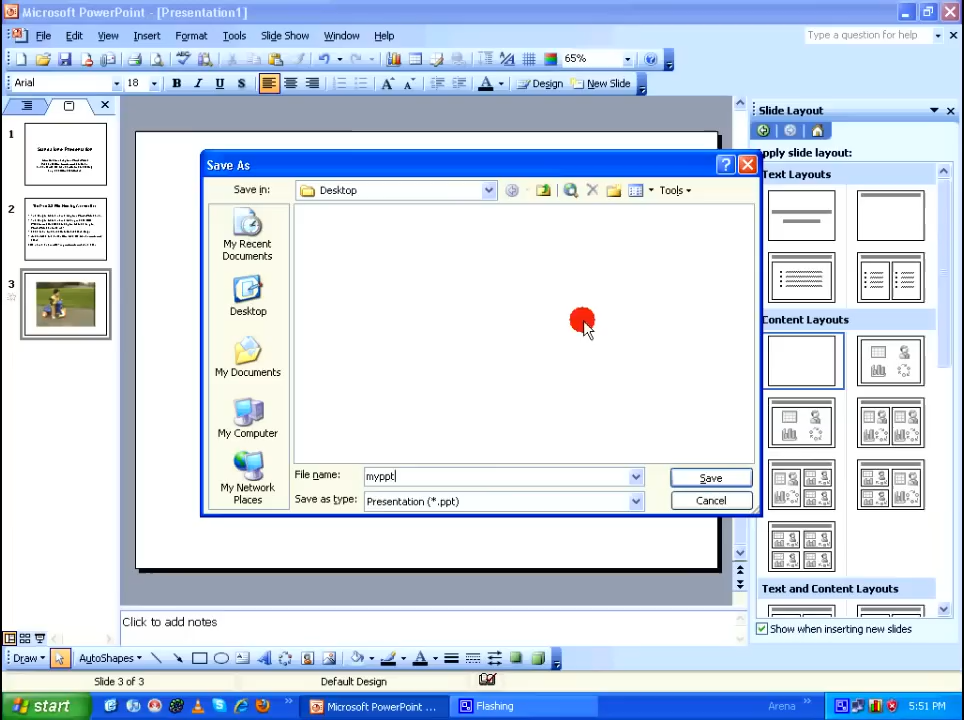 Microsoft PowerPoint - [Presentation1]
File Edit View Insert Format Tools Slide Show Window Help
Type a question for help
65%
Arial 18 B I U S A A A Design New Slide
1
2
3
Slide Layout
Apply slide layout:
Text Layouts
Content Layouts
Text and Content Layouts
Show when inserting new slides
Save As
Save in: Desktop Tools
My Recent
Documents
Desktop
My Documents
My Computer
My Network
Places
File name: myppt
Save
Save as type: Presentation (*.ppt)
Cancel
Click to add notes
Draw AutoShapes A
Slide 3 of 3 Default Design
start Microsoft PowerPoint ... Flashing Arena 5:51 PM